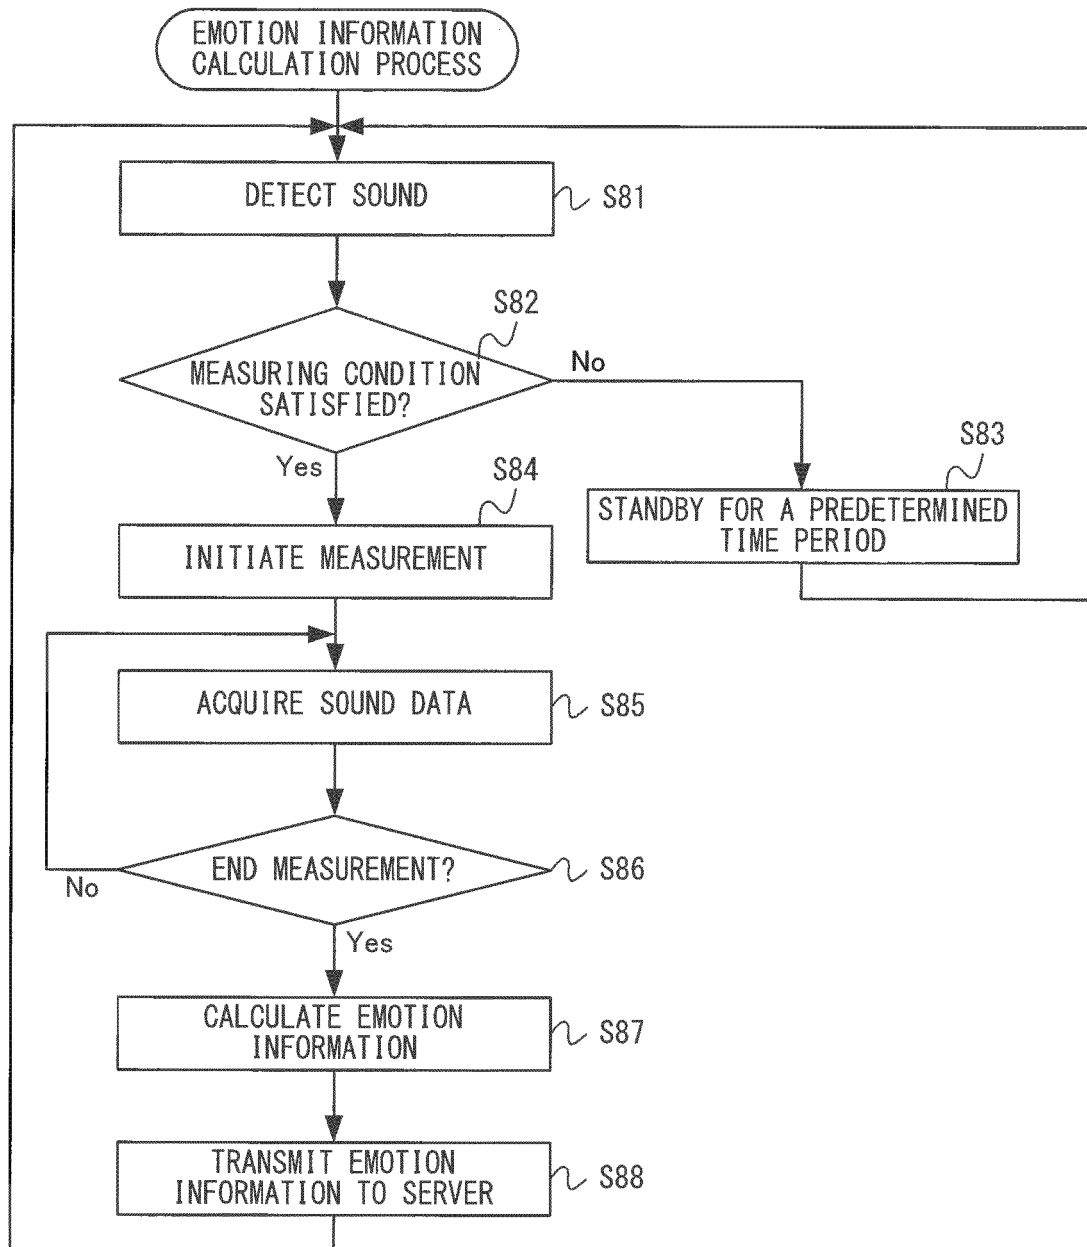 EMOTION INFORMATION
CALCULATION PROCESS
DETECT SOUND
S81
S82
MEASURING CONDITION
SATISFIED?
No
Yes
S83
STANDBY FOR A PREDETERMINED
TIME PERIOD
S84
INITIATE MEASUREMENT
ACQUIRE SOUND DATA
S85
END MEASUREMENT?
S86
No
Yes
CALCULATE EMOTION
INFORMATION
S87
TRANSMIT EMOTION
INFORMATION TO SERVER
S88